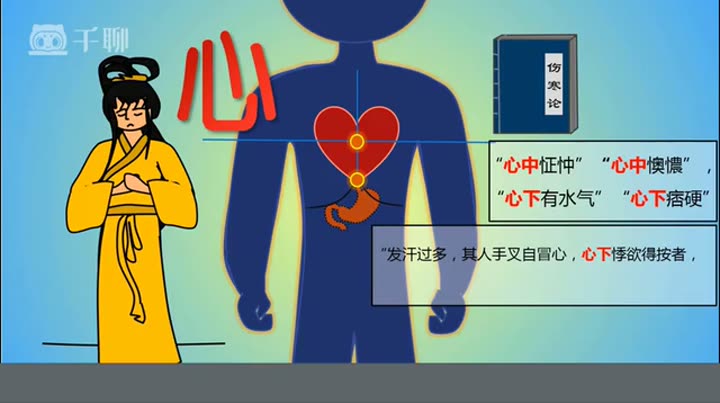 千聊
心
伤寒论
“心中怔忡” “心中懊憹”，
“心下有水气” “心下痞硬”
“发汗过多，其人手叉自冒心，心下悸欲得按者，